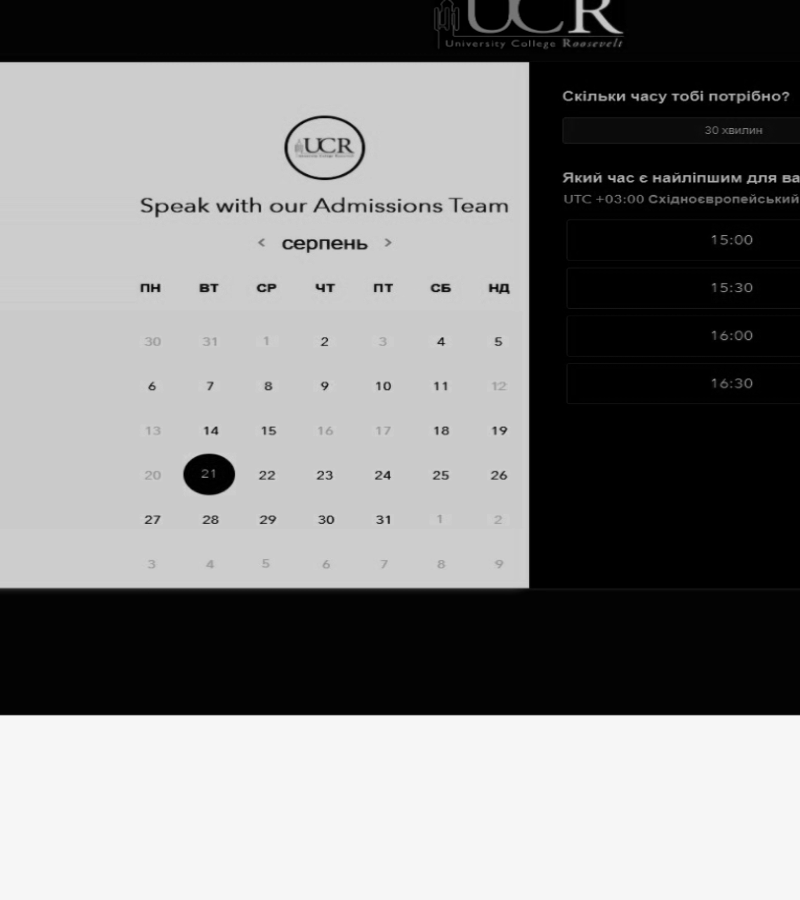 UCR
University College Roosevelt
UCR
Speak with our Admissions Team
< серпень >
ПН ВТ СР ЧТ ПТ СБ НД
30 31 1 2 3 4 5
6 7 8 9 10 11 12
13 14 15 16 17 18 19
20 21 22 23 24 25 26
27 28 29 30 31 1 2
3 4 5 6 7 8 9
Скільки часу тобі потрібно?
30 хвилин
Який час є найліпшим для ва
UTC +03:00 Східноєвропейський
15:00
15:30
16:00
16:30